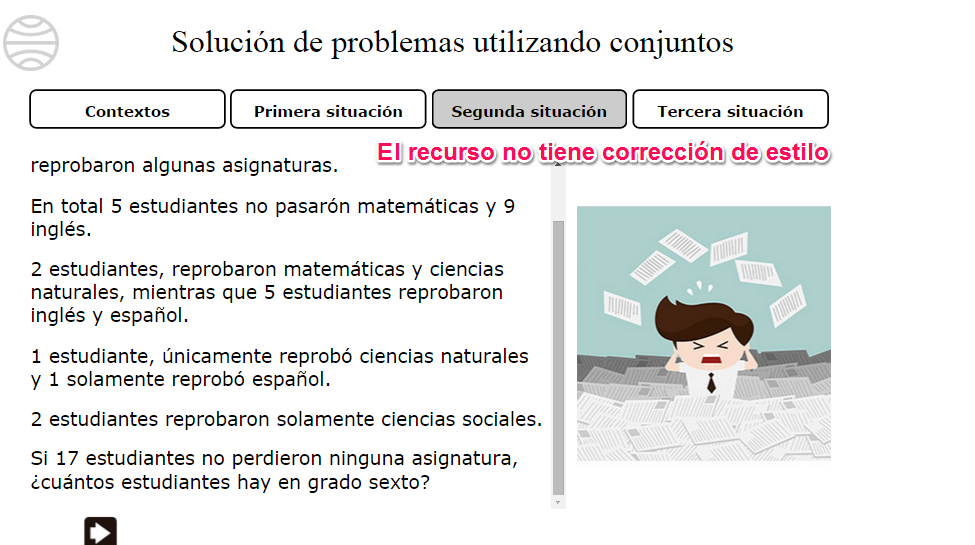 Solución de problemas utilizando conjuntos
Contextos
Primera situación
Segunda situación
Tercera situación
El recurso no tiene corrección de estilo
reprobaron algunas asignaturas.
En total 5 estudiantes no pasarón matemáticas y 9
inglés.
2 estudiantes, reprobaron matemáticas y ciencias
naturales, mientras que 5 estudiantes reprobaron
inglés y español.
1 estudiante, únicamente reprobó ciencias naturales
y 1 solamente reprobó español.
2 estudiantes reprobaron solamente ciencias sociales.
Si 17 estudiantes no perdieron ninguna asignatura,
¿cuántos estudiantes hay en grado sexto?